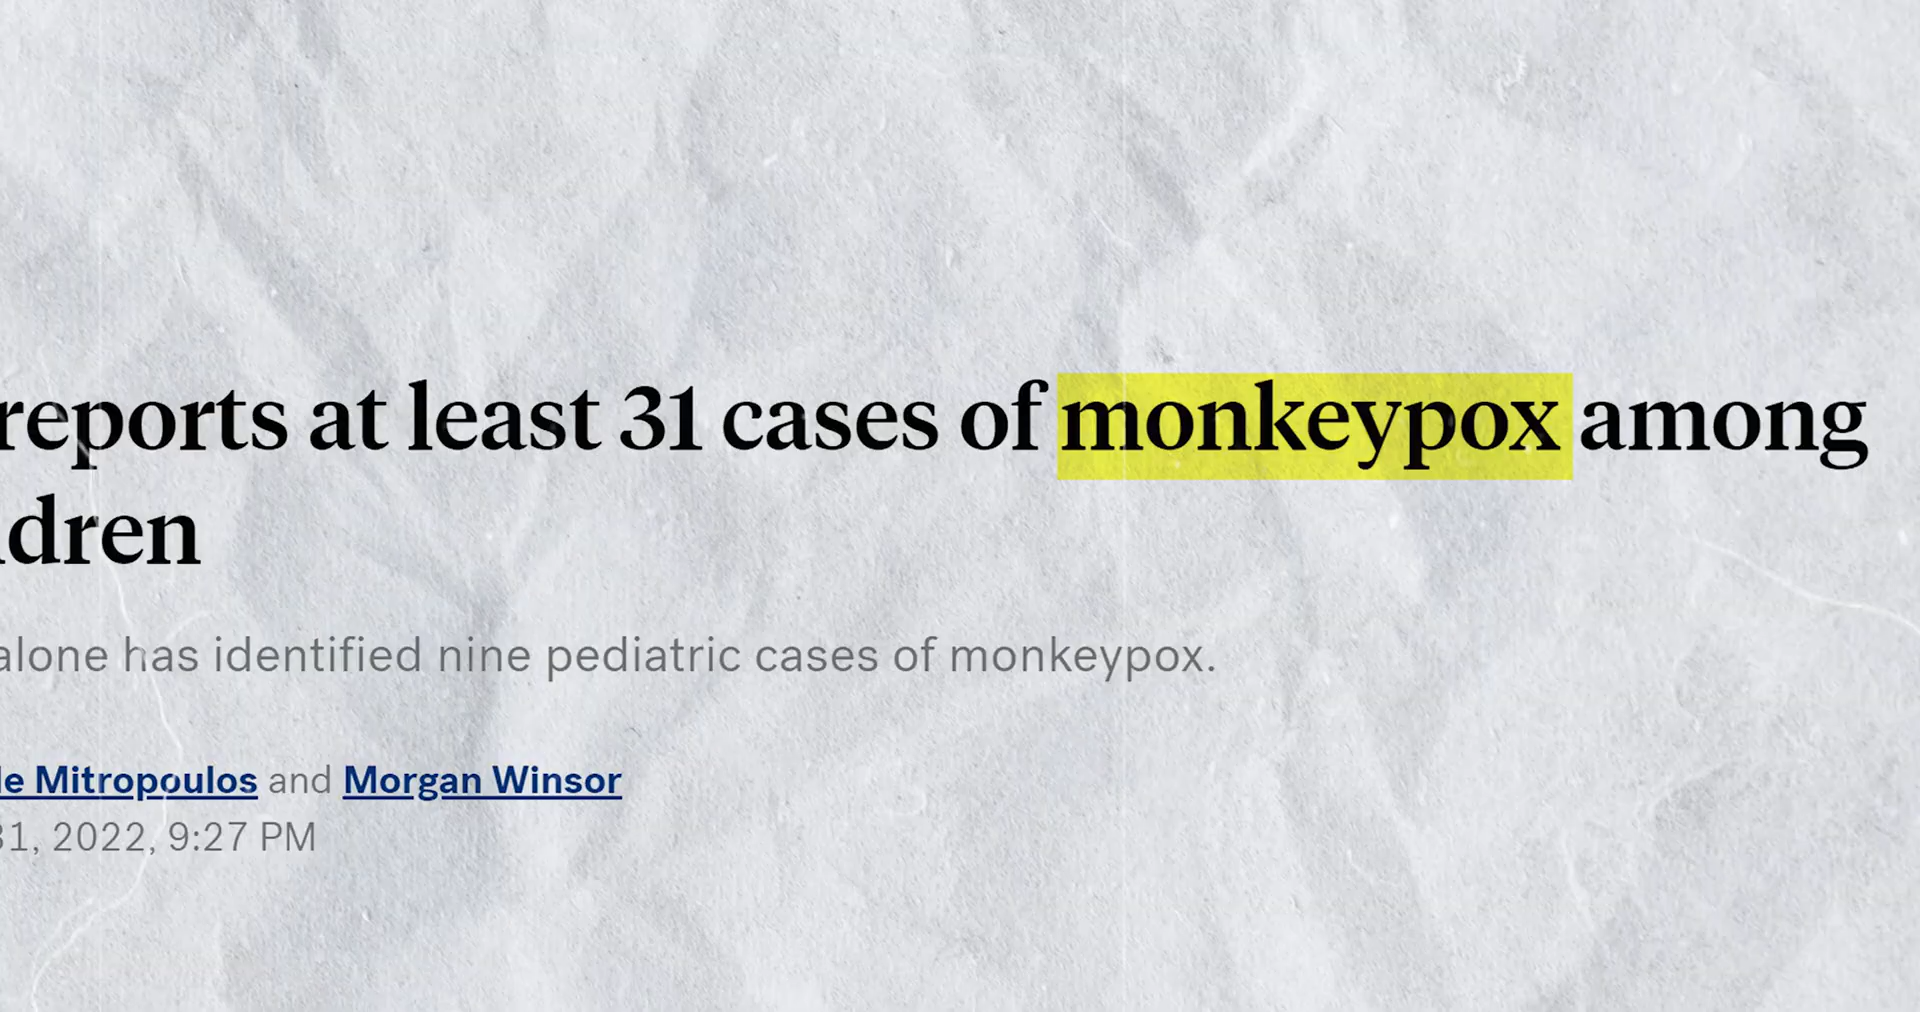 reports at least 31 cases of monkeypox among
dren
alone has identified nine pediatric cases of monkeypox.
le Mitropoulos and Morgan Winsor
31, 2022, 9:27 PM